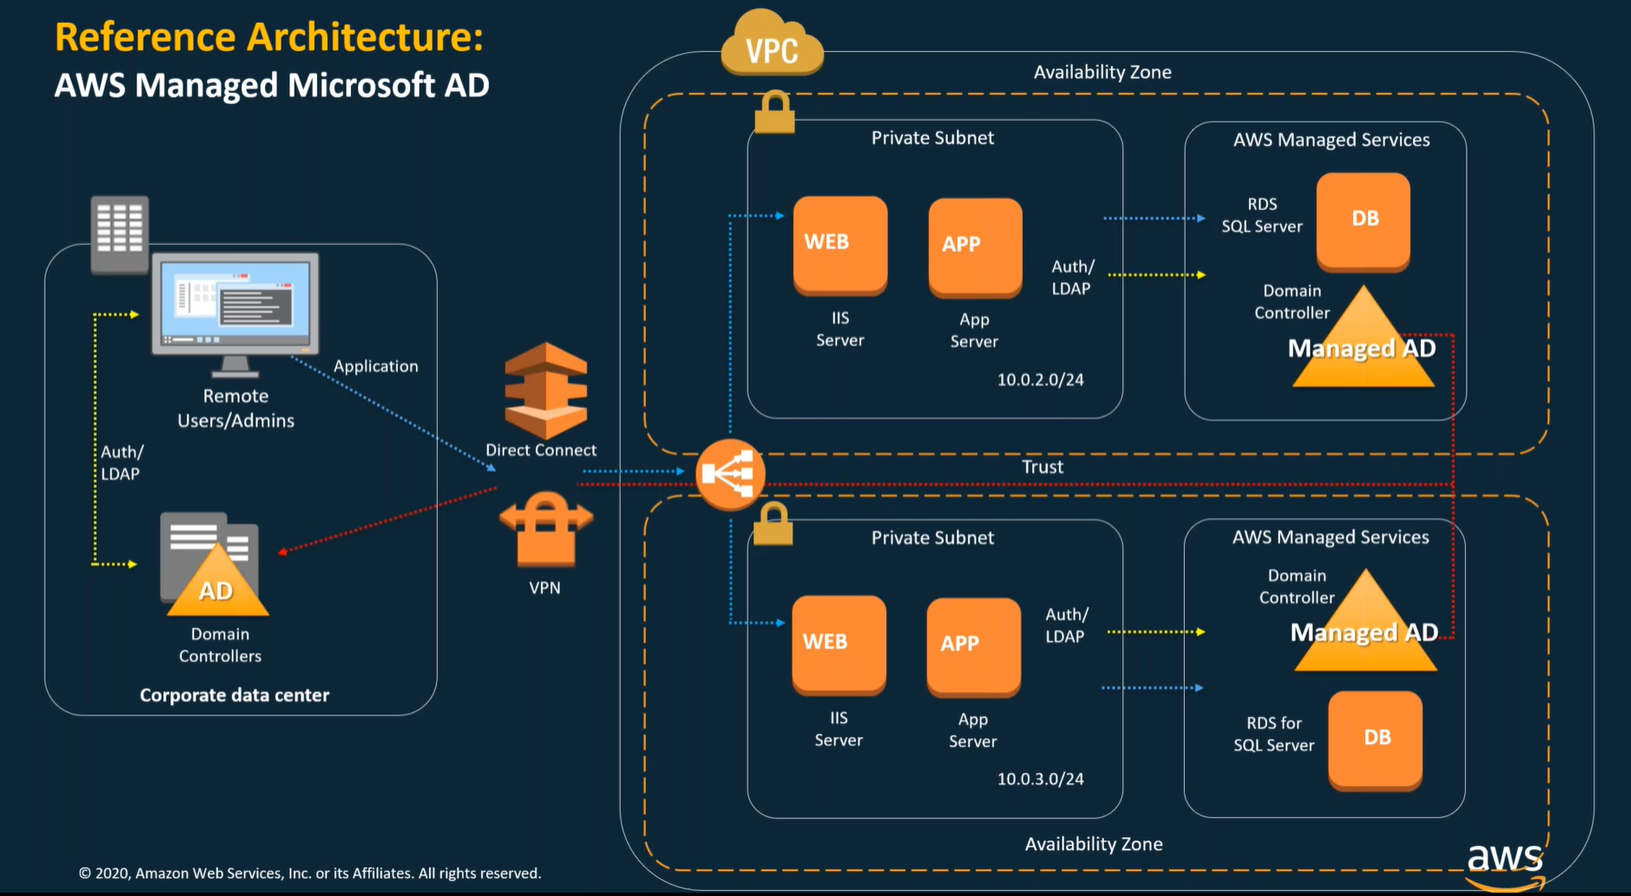 Reference Architecture:
AWS Managed Microsoft AD
VPC
Availability Zone
Private Subnet
WEB
APP
IIS
Server
App
Server
Auth/
LDAP
10.0.2.0/24
AWS Managed Services
RDS
SQL Server
DB
Domain
Controller
Managed AD
Remote
Users/Admins
Application
Auth/
LDAP
AD
Domain
Controllers
Corporate data center
Direct Connect
VPN
Trust
Private Subnet
WEB
APP
IIS
Server
App
Server
Auth/
LDAP
10.0.3.0/24
AWS Managed Services
Domain
Controller
Managed AD
RDS for
SQL Server
DB
Availability Zone
© 2020, Amazon Web Services, Inc. or its Affiliates. All rights reserved.
aws